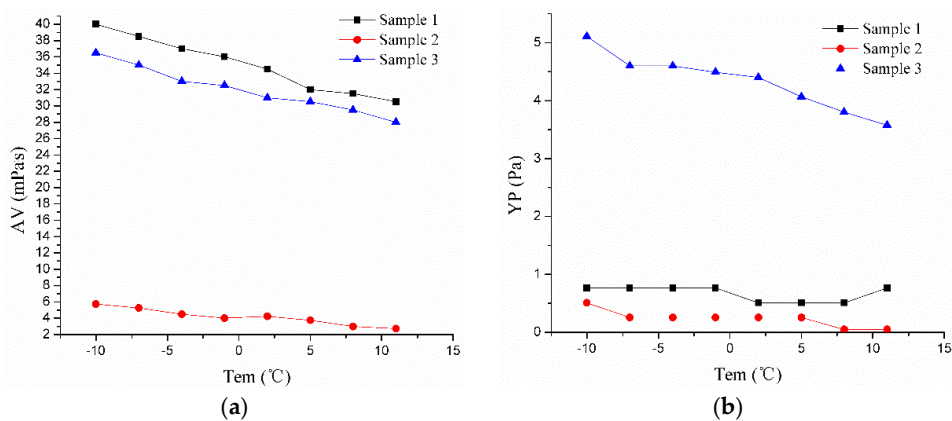 40
38
36
34
32
30
28
26
24
22
20
18
16
14
12
10
8
6
4
2
AV (mPas)
Sample 1
Sample 2
Sample 3
-10 -5 0 5 10 15
Tem (℃)
(a)
5
4
3
2
1
0
YP (Pa)
Sample 1
Sample 2
Sample 3
-10 -5 0 5 10 15
Tem (℃)
(b)